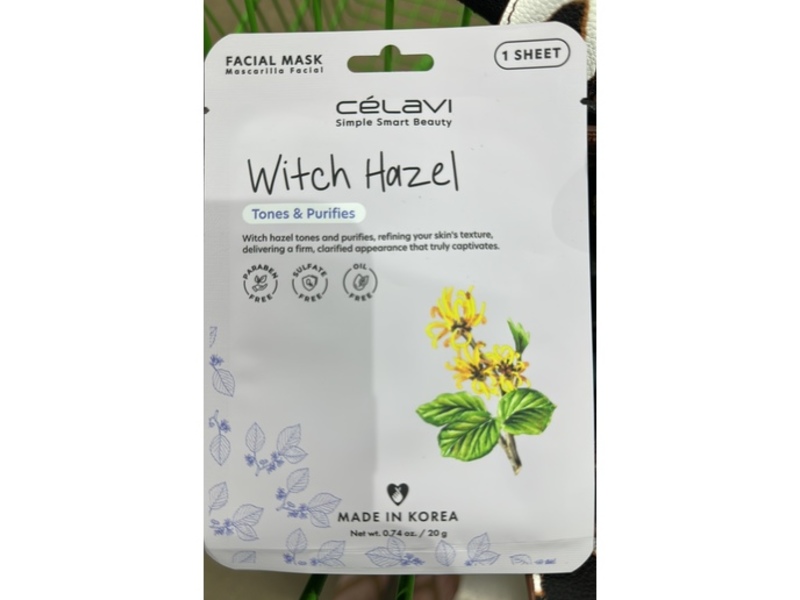 FACIAL MASK
Mascarilla Facial
1 SHEET
CéLAVI
Simple Smart Beauty
Witch Hazel
Tones & Purifies
Witch hazel tones and purifies, refining your skin's texture,
delivering a firm, clarified appearance that truly captivates.
PARABEN FREE
SULFATE FREE
OIL FREE
MADE IN KOREA
Net wt. 0.74 oz. / 20 g